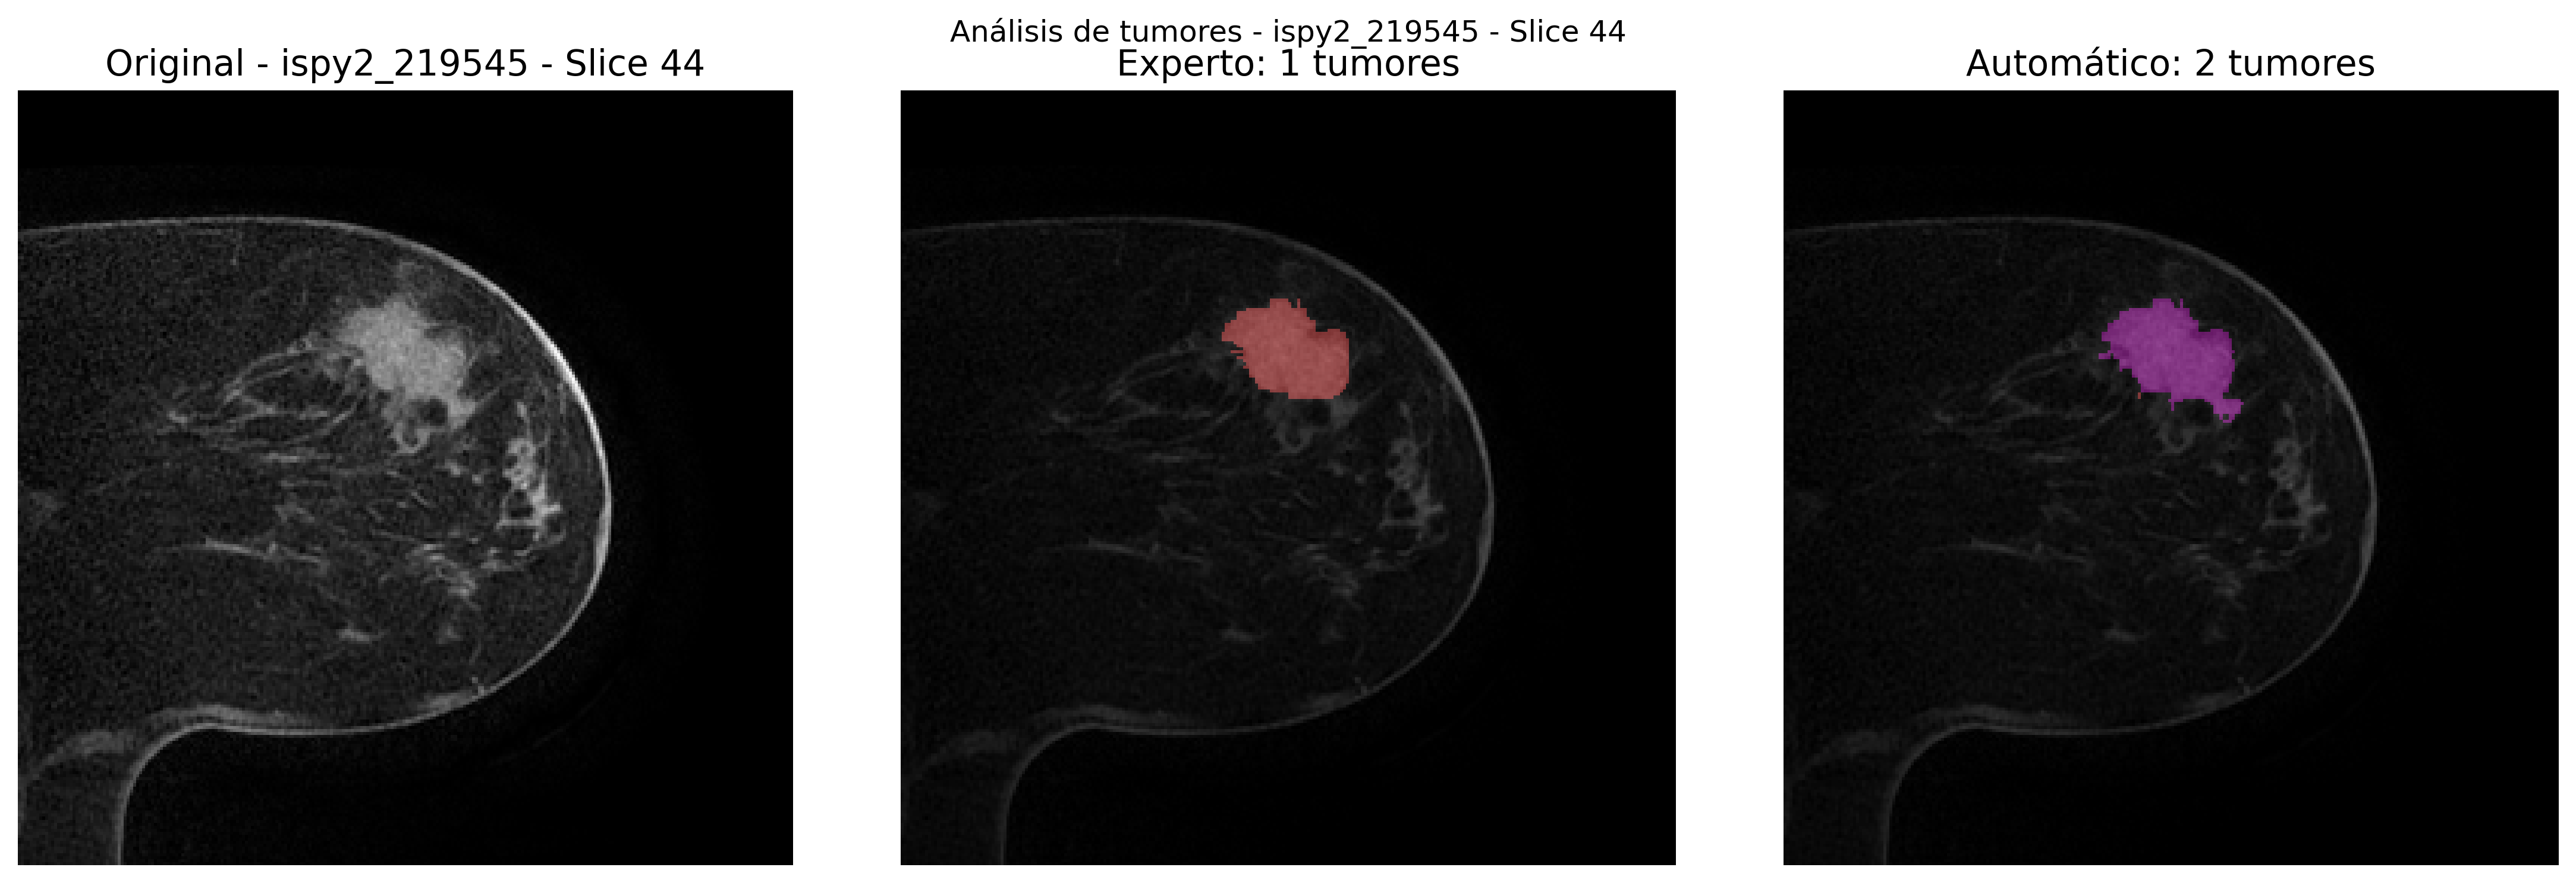 Análisis de tumores - ispy2_219545 - Slice 44
Original - ispy2_219545 - Slice 44
Experto: 1 tumores
Automático: 2 tumores